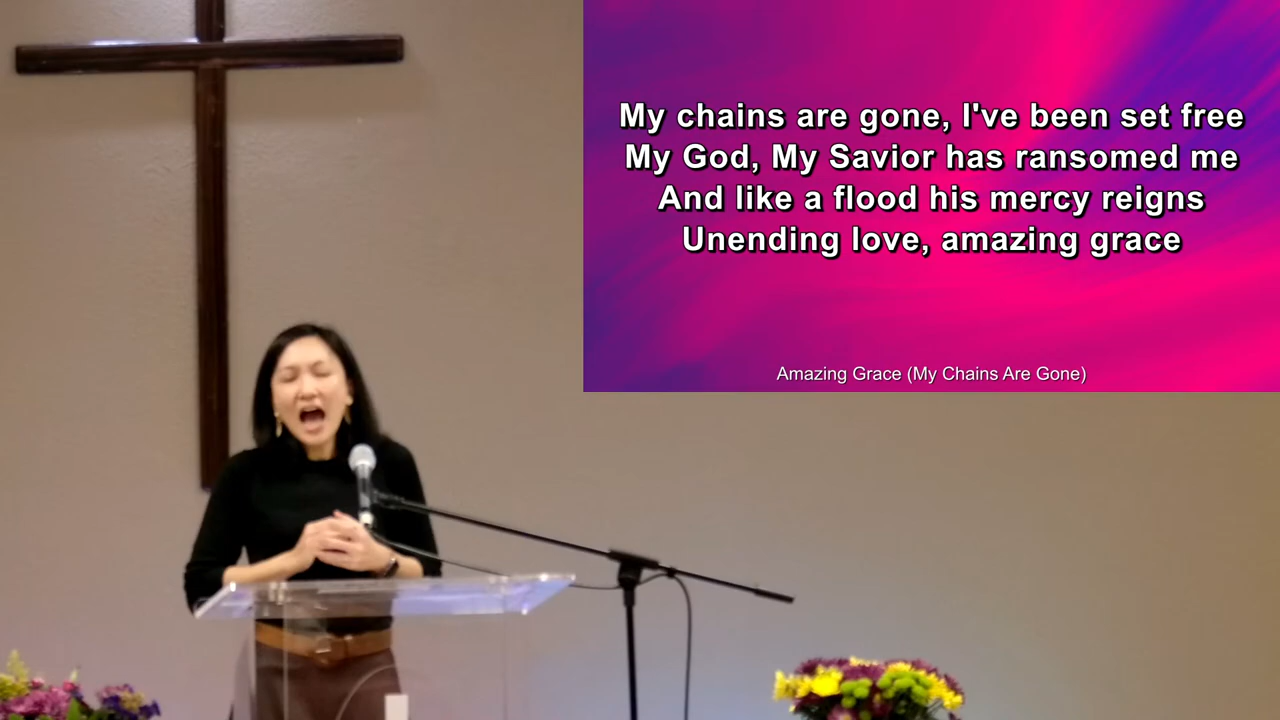 My chains are gone, I've been set free
My God, My Savior has ransomed me
And like a flood his mercy reigns
Unending love, amazing grace
Amazing Grace (My Chains Are Gone)